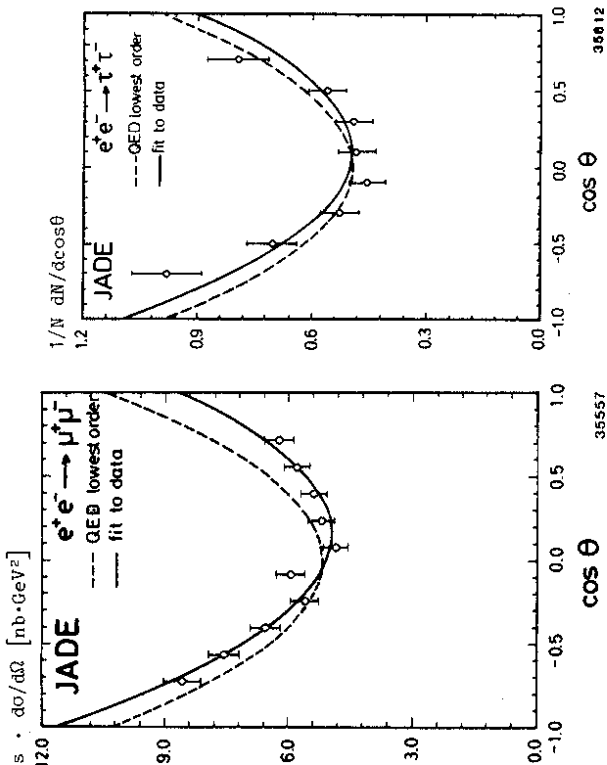 1/N dN/dcosθ
JADE
e⁺e⁻ → τ⁺τ⁻
QED lowest order
fit to data
1.2
0.9
0.6
0.3
0.0
-1.0
-0.5
0.0
0.5
1.0
cos θ
35812
s · dσ/dΩ [nb·GeV²]
JADE
e⁺e⁻ → μ⁺μ⁻
QED lowest order
fit to data
12.0
9.0
6.0
3.0
0.0
-1.0
-0.5
0.0
0.5
1.0
cos θ
35557